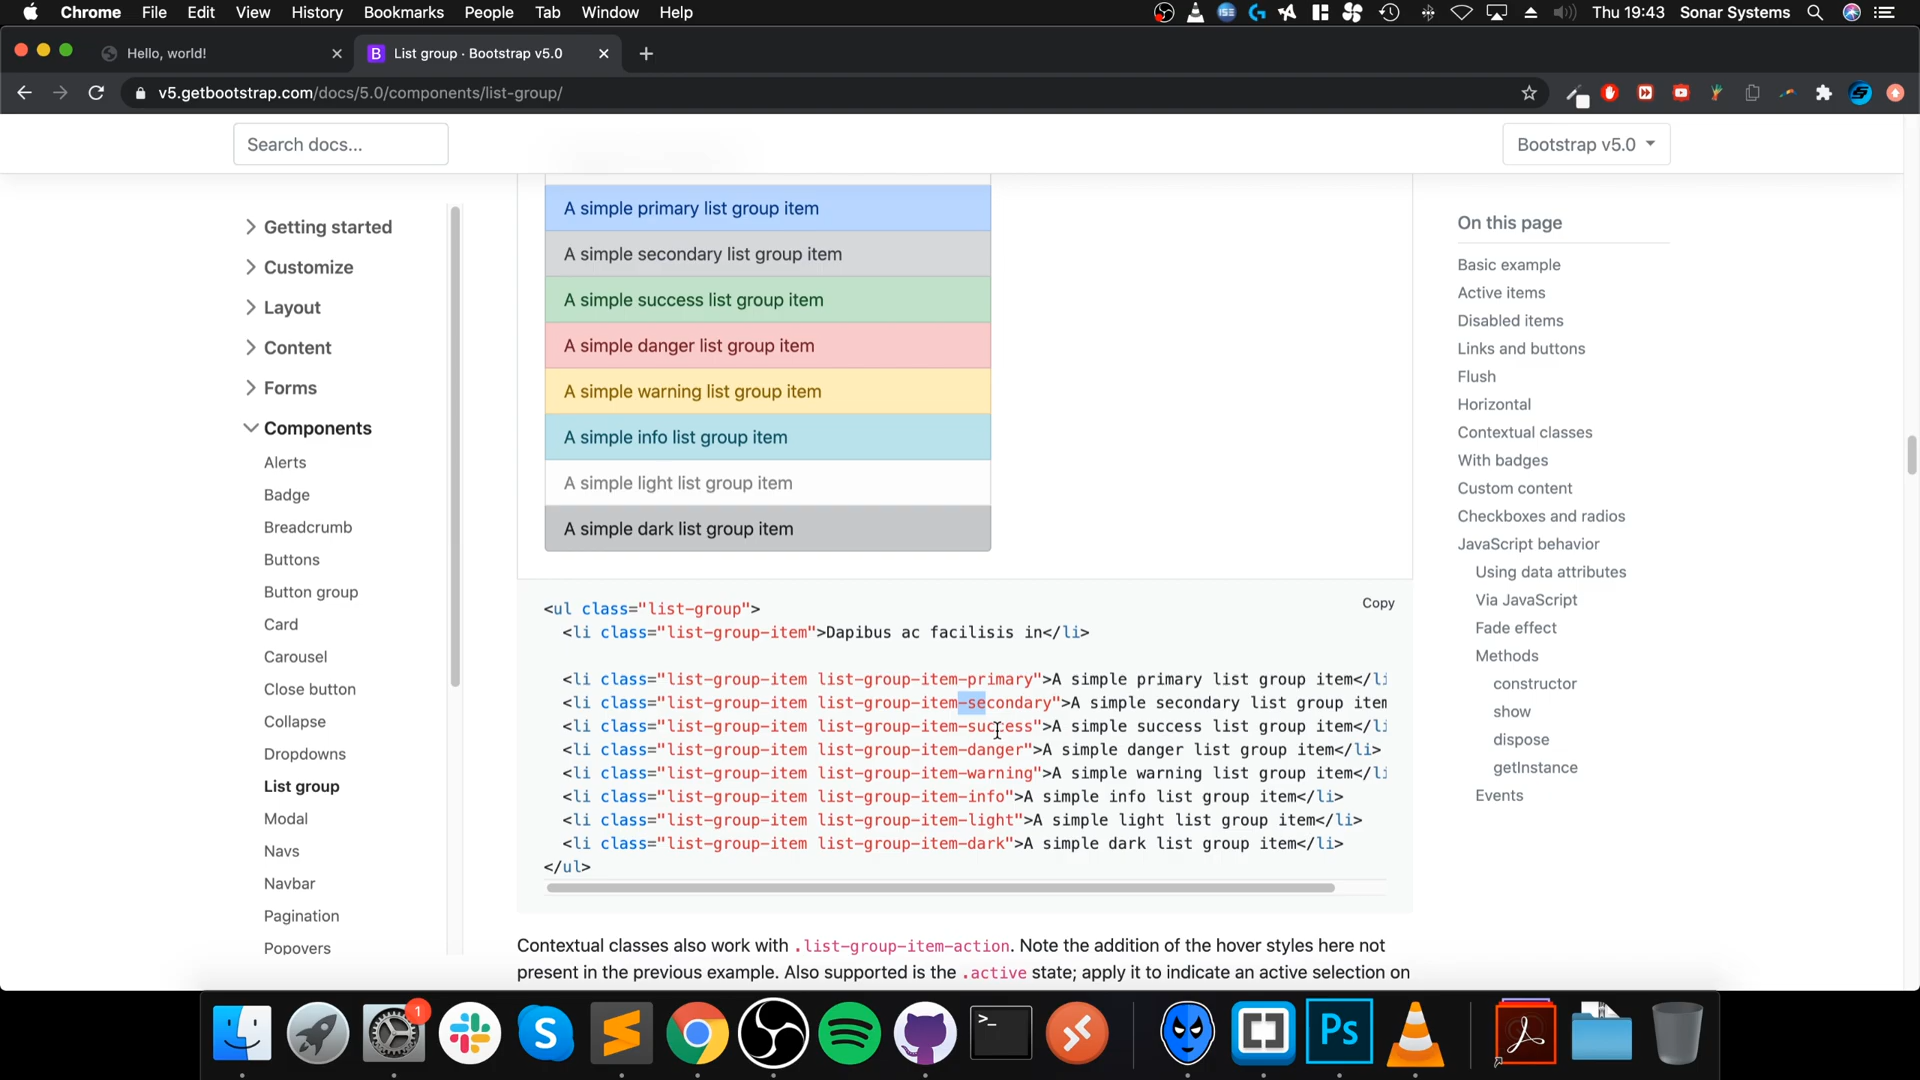 Chrome File Edit View History Bookmarks People Tab Window Help
ISE
Thu 19:43 Sonar Systems
Hello, world!
B List group · Bootstrap v5.0
v5.getbootstrap.com/docs/5.0/components/list-group/
Search docs...
Bootstrap v5.0
Getting started
Customize
Layout
Content
Forms
Components
Alerts
Badge
Breadcrumb
Buttons
Button group
Card
Carousel
Close button
Collapse
Dropdowns
List group
Modal
Navs
Navbar
Pagination
Popovers
A simple primary list group item
A simple secondary list group item
A simple success list group item
A simple danger list group item
A simple warning list group item
A simple info list group item
A simple light list group item
A simple dark list group item
Copy
<ul class="list-group">
<li class="list-group-item">Dapibus ac facilisis in</li>
<li class="list-group-item list-group-item-primary">A simple primary list group item</li
<li class="list-group-item list-group-item-secondary">A simple secondary list group item
<li class="list-group-item list-group-item-success">A simple success list group item</li
<li class="list-group-item list-group-item-danger">A simple danger list group item</li>
<li class="list-group-item list-group-item-warning">A simple warning list group item</li
<li class="list-group-item list-group-item-info">A simple info list group item</li>
<li class="list-group-item list-group-item-light">A simple light list group item</li>
<li class="list-group-item list-group-item-dark">A simple dark list group item</li>
</ul>
Contextual classes also work with .list-group-item-action. Note the addition of the hover styles here not
present in the previous example. Also supported is the .active state; apply it to indicate an active selection on
On this page
Basic example
Active items
Disabled items
Links and buttons
Flush
Horizontal
Contextual classes
With badges
Custom content
Checkboxes and radios
JavaScript behavior
Using data attributes
Via JavaScript
Fade effect
Methods
constructor
show
dispose
getInstance
Events
1
S
>_
Ps